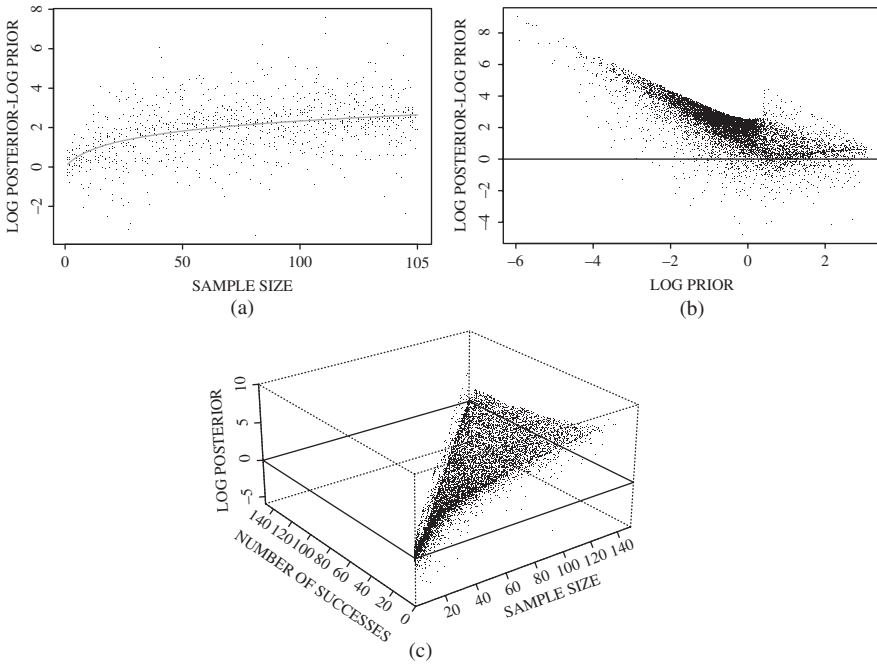 LOG POSTERIOR-LOG PRIOR
8
6
4
2
0
−2
0 50 100 105
SAMPLE SIZE
(a)
LOG POSTERIOR-LOG PRIOR
8
6
4
2
0
−2
−4
−6 −4 −2 0 2
LOG PRIOR
(b)
LOG POSTERIOR
10
5
0
−5
140 120 100 80 60 40 20 0
NUMBER OF SUCCESSES
20 40 60 80 100 120 140
SAMPLE SIZE
(c)